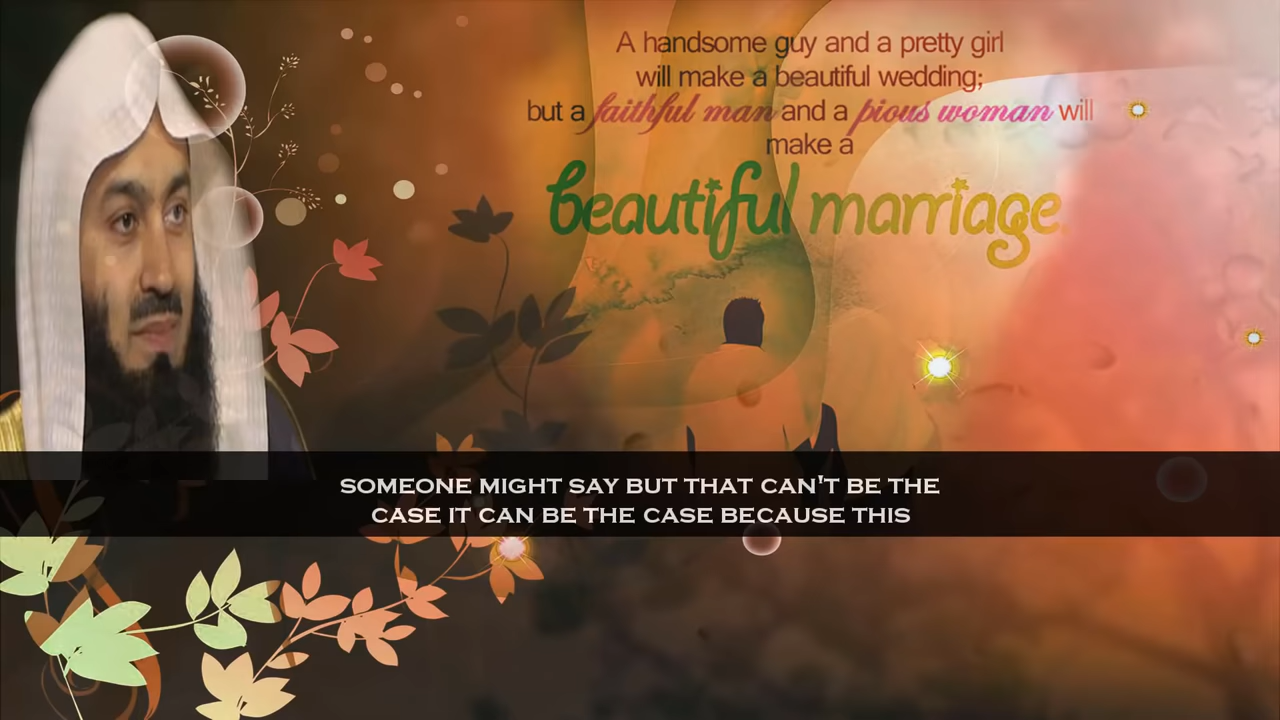 A handsome guy and a pretty girl
will make a beautiful wedding;
but a faithful man and a pious woman will
make a
beautiful marriage.
SOMEONE MIGHT SAY BUT THAT CAN'T BE THE
CASE IT CAN BE THE CASE BECAUSE THIS